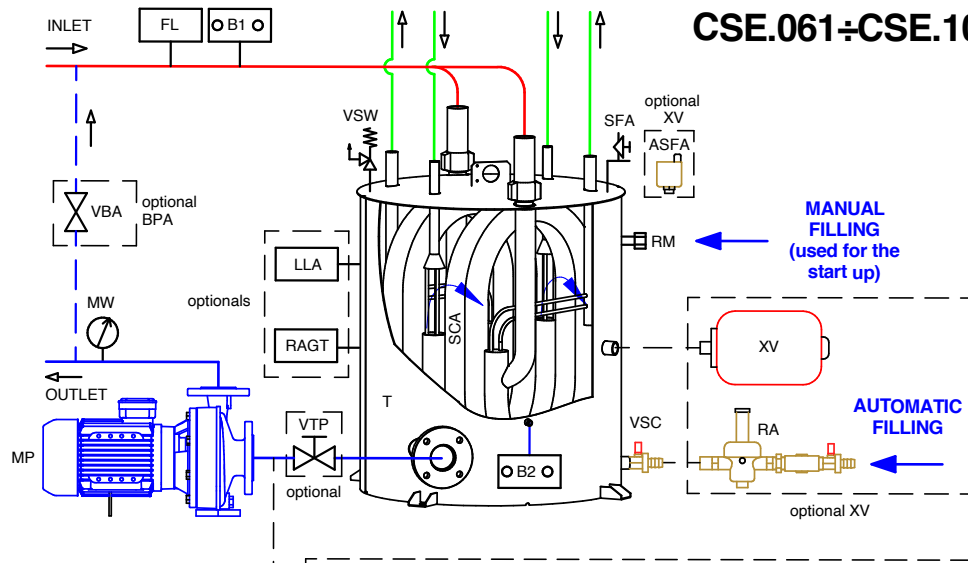 CSE.061÷CSE.10
INLET
FL
B1
optional
XV
VSW
SFA
ASFA
VBA
optional
BPA
MANUAL
FILLING
(used for the
start up)
RM
LLA
optionals
RAGT
MW
SCA
XV
OUTLET
T
AUTOMATIC
FILLING
VTP
VSC
RA
MP
B2
optional
optional XV